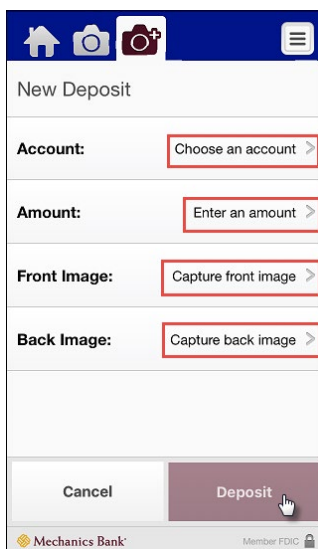 New Deposit
Account: Choose an account >
Amount: Enter an amount >
Front Image: Capture front image >
Back Image: Capture back image >
Cancel Deposit
Mechanics Bank Member FDIC